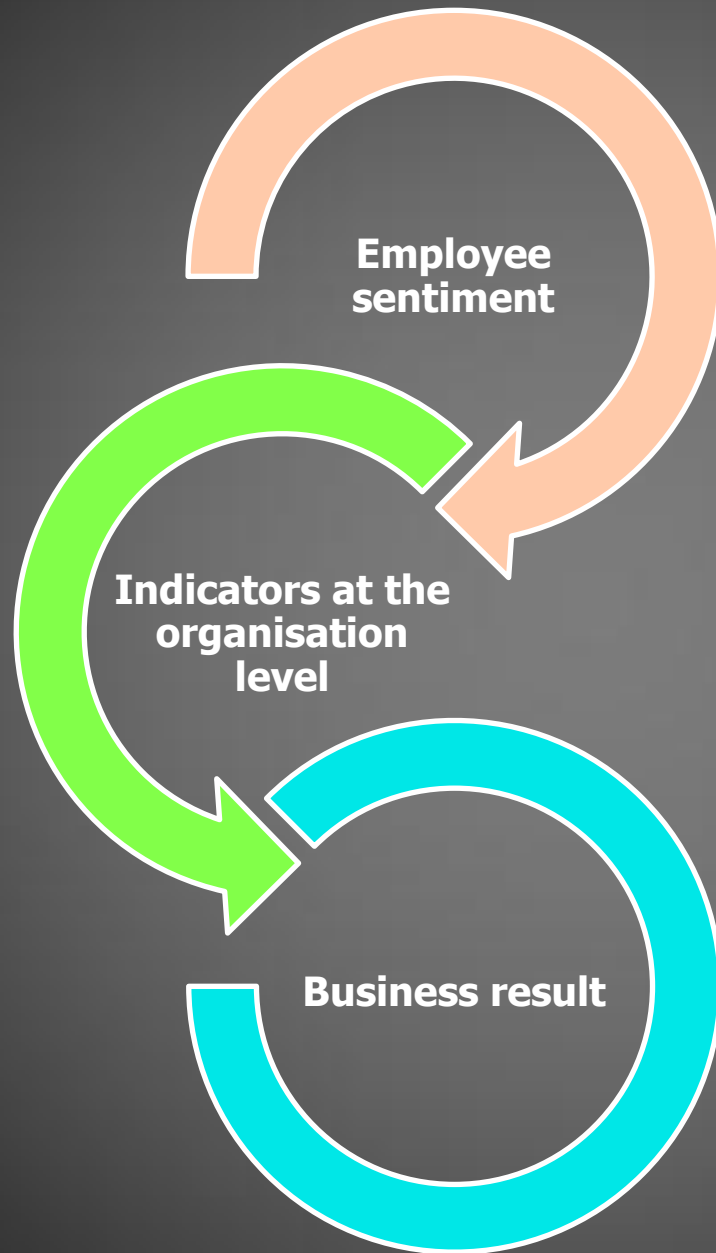 Employee
sentiment
Indicators at the
organisation
level
Business result